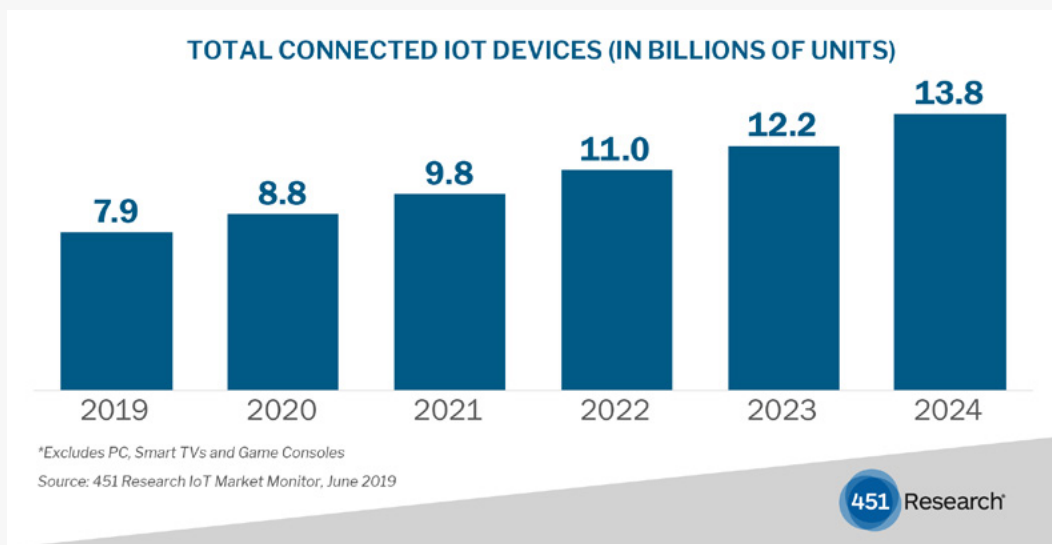 TOTAL CONNECTED IOT DEVICES (IN BILLIONS OF UNITS)
7.9 8.8 9.8 11.0 12.2 13.8
2019 2020 2021 2022 2023 2024
*Excludes PC, Smart TVs and Game Consoles
Source: 451 Research IoT Market Monitor, June 2019
451 Research®